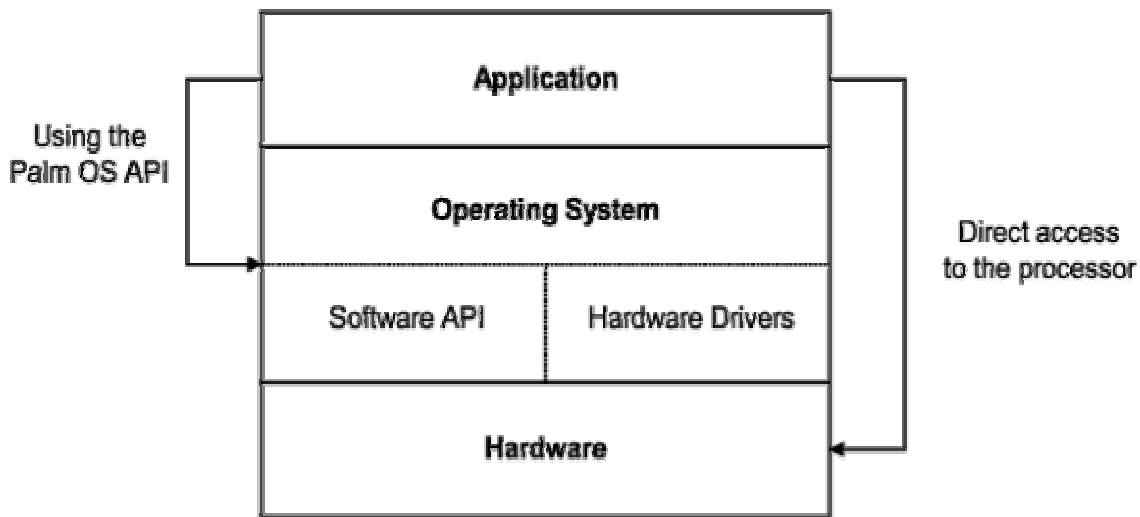 Application
Using the
Palm OS API
Operating System
Direct access
to the processor
Software API
Hardware Drivers
Hardware